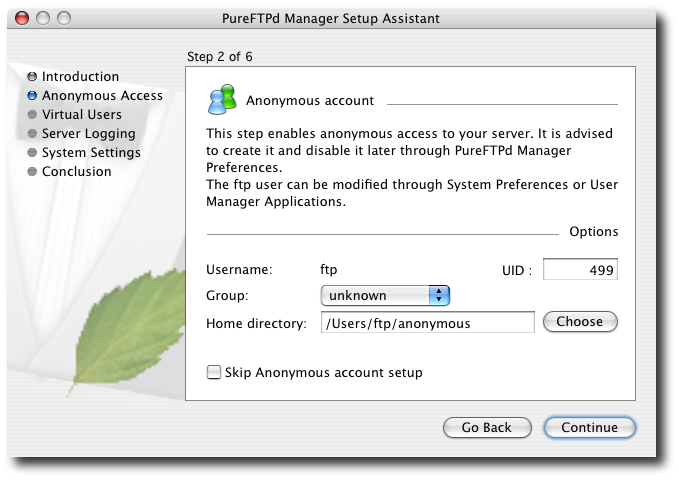 PureFTPd Manager Setup Assistant
Step 2 of 6
Introduction
Anonymous Access
Virtual Users
Server Logging
System Settings
Conclusion
Anonymous account
This step enables anonymous access to your server. It is advised
to create it and disable it later through PureFTPd Manager
Preferences.
The ftp user can be modified through System Preferences or User
Manager Applications.
Options
Username: ftp UID : 499
Group: unknown
Home directory: /Users/ftp/anonymous Choose
Skip Anonymous account setup
Go Back Continue